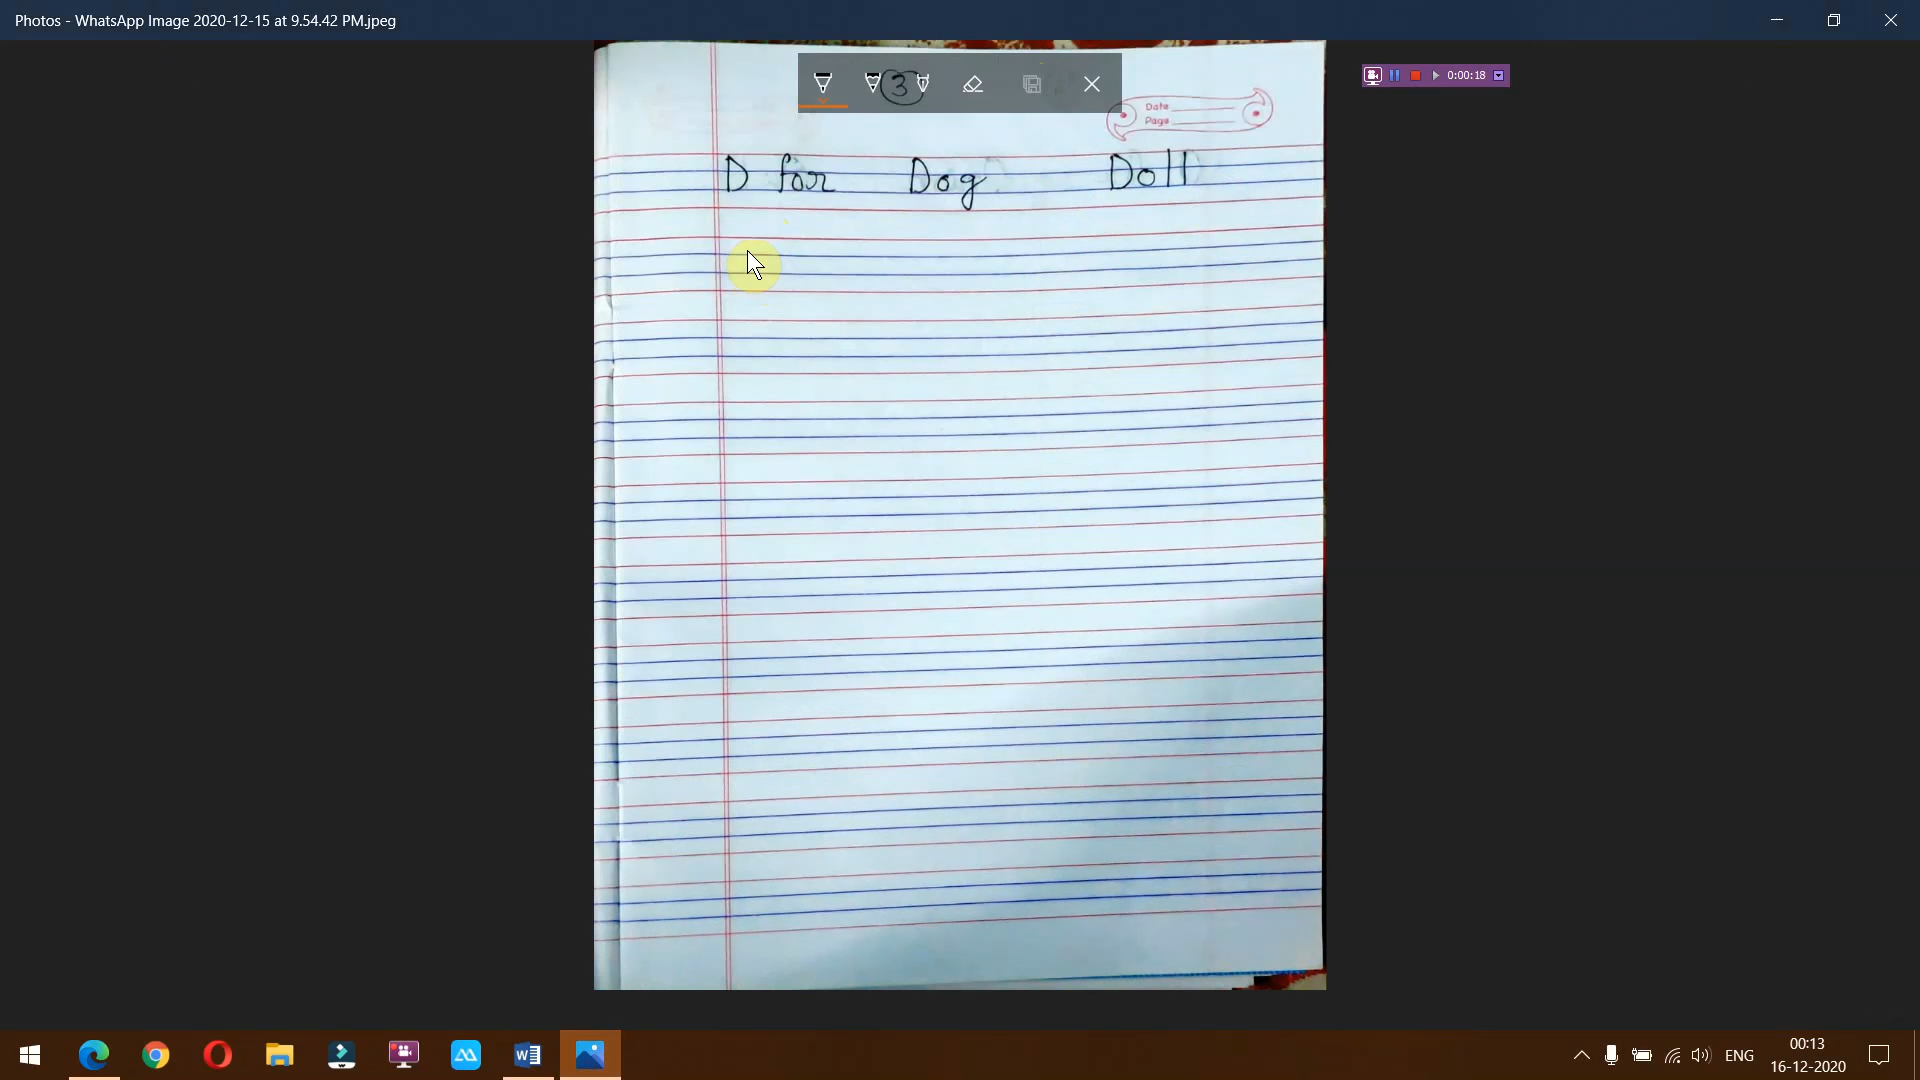 Photos - WhatsApp Image 2020-12-15 at 9.54.42 PM.jpeg
3
0:00:18
Date
Page
D for Dog Doll
ENG
00:13
16-12-2020